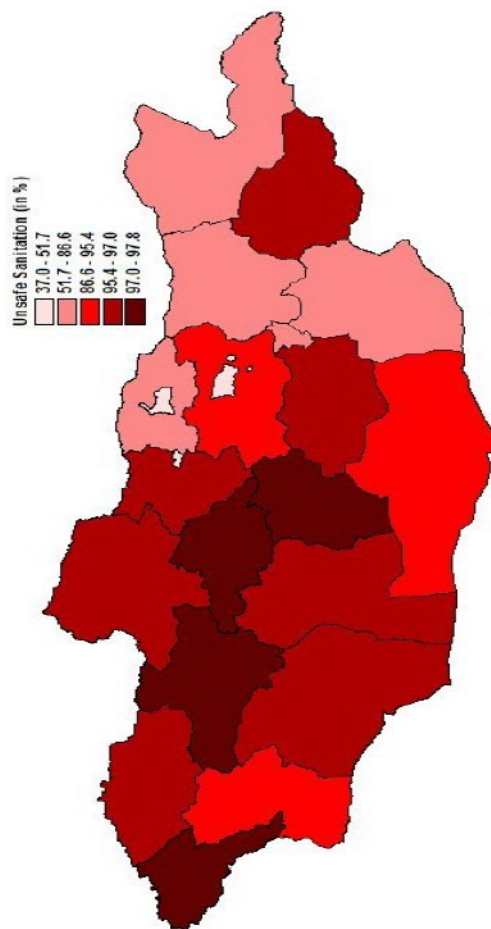 Unsafe Sanitation (in %)
37.0 - 51.7
51.7 - 86.6
86.6 - 95.4
95.4 - 97.0
97.0 - 97.8